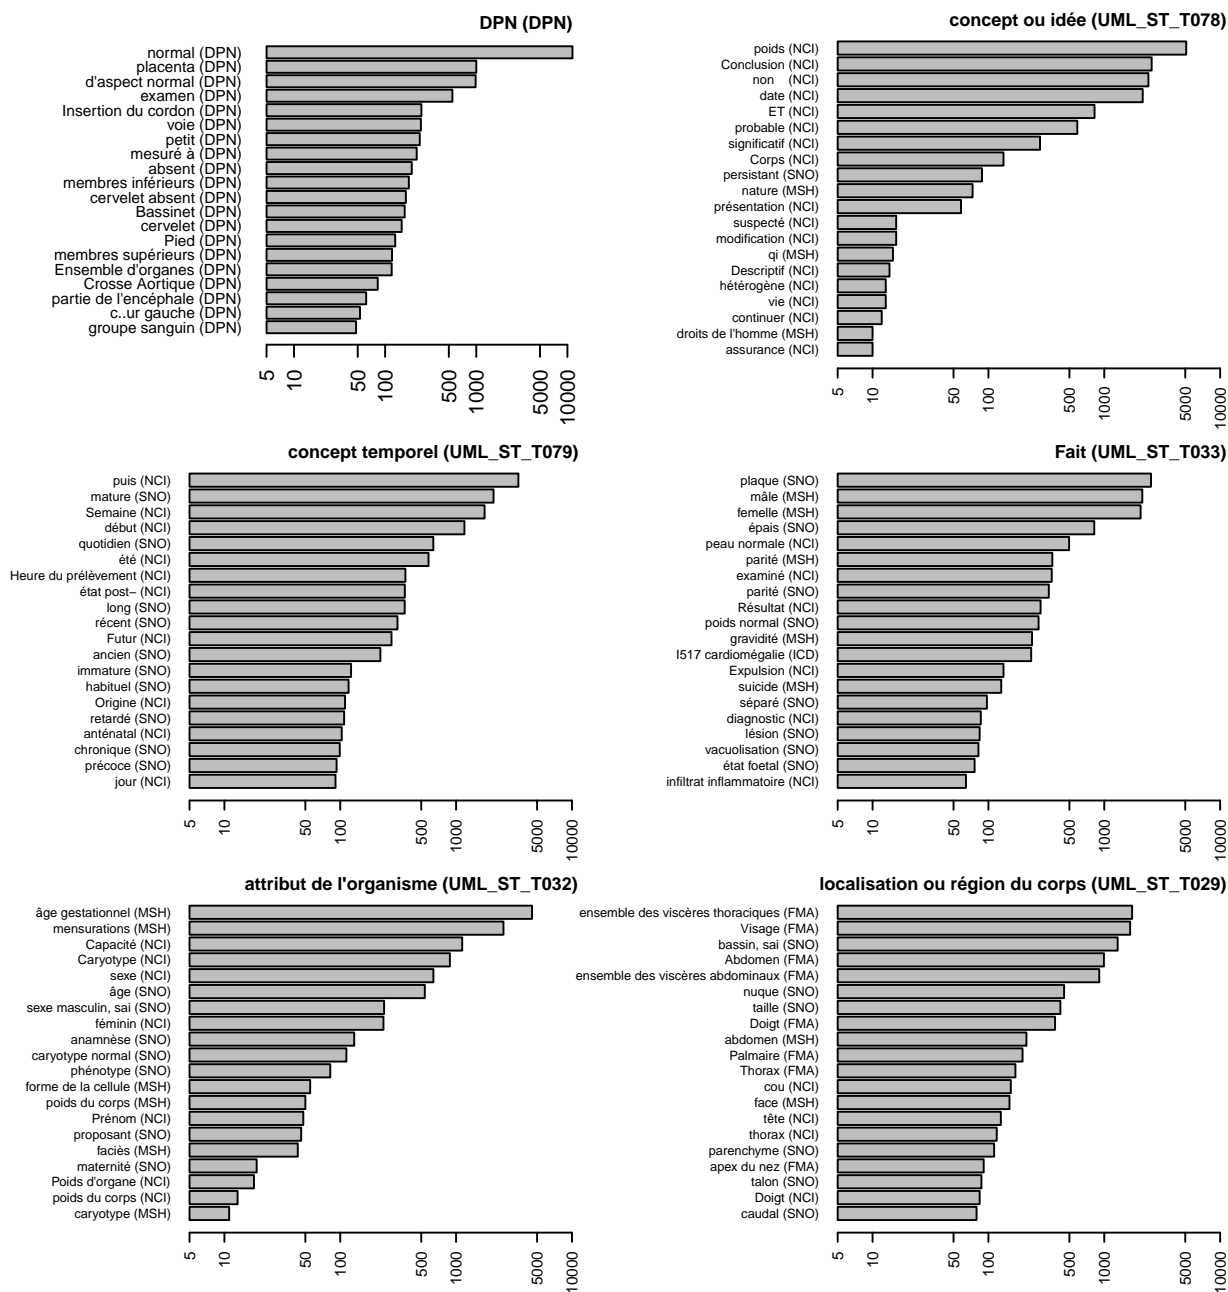 DPN (DPN)
normal (DPN)
placenta (DPN)
d'aspect normal (DPN)
examen (DPN)
Insertion du cordon (DPN)
voie (DPN)
petit (DPN)
mesuré à (DPN)
absent (DPN)
membres inférieurs (DPN)
cervelet absent (DPN)
Bassinet (DPN)
cervelet (DPN)
Pied (DPN)
membres supérieurs (DPN)
Ensemble d'organes (DPN)
Crosse Aortique (DPN)
partie de l'encéphale (DPN)
c..ur gauche (DPN)
groupe sanguin (DPN)
5 10 50 100 500 1000 5000 10000
concept ou idée (UML_ST_T078)
poids (NCI)
Conclusion (NCI)
non (NCI)
date (NCI)
ET (NCI)
probable (NCI)
significatif (NCI)
Corps (NCI)
persistant (SNO)
nature (MSH)
présentation (NCI)
suspecté (NCI)
modification (NCI)
qi (MSH)
Descriptif (NCI)
hétérogène (NCI)
vie (NCI)
continuer (NCI)
droits de l'homme (MSH)
assurance (NCI)
5 10 50 100 500 1000 5000 10000
concept temporel (UML_ST_T079)
puis (NCI)
mature (SNO)
Semaine (NCI)
début (NCI)
quotidien (SNO)
été (NCI)
Heure du prélèvement (NCI)
état post− (NCI)
long (SNO)
récent (SNO)
Futur (NCI)
ancien (SNO)
immature (SNO)
habituel (SNO)
Origine (NCI)
retardé (SNO)
anténatal (NCI)
chronique (SNO)
précoce (SNO)
jour (NCI)
5 10 50 100 500 1000 5000 10000
Fait (UML_ST_T033)
plaque (SNO)
mâle (MSH)
femelle (MSH)
épais (SNO)
peau normale (NCI)
parité (MSH)
examiné (NCI)
parité (SNO)
Résultat (NCI)
poids normal (SNO)
gravidité (MSH)
I517 cardiomégalie (ICD)
Expulsion (NCI)
suicide (MSH)
séparé (SNO)
diagnostic (NCI)
lésion (SNO)
vacuolisation (SNO)
état foetal (SNO)
infiltrat inflammatoire (NCI)
5 10 50 100 500 1000 5000 10000
attribut de l'organisme (UML_ST_T032)
âge gestationnel (MSH)
mensurations (MSH)
Capacité (NCI)
Caryotype (NCI)
sexe (NCI)
âge (SNO)
sexe masculin, sai (SNO)
féminin (NCI)
anamnèse (SNO)
caryotype normal (SNO)
phénotype (SNO)
forme de la cellule (MSH)
poids du corps (MSH)
Prénom (NCI)
proposant (SNO)
faciès (MSH)
maternité (SNO)
Poids d'organe (NCI)
poids du corps (NCI)
caryotype (MSH)
5 10 50 100 500 1000 5000 10000
localisation ou région du corps (UML_ST_T029)
ensemble des viscères thoraciques (FMA)
Visage (FMA)
bassin, sai (SNO)
Abdomen (FMA)
ensemble des viscères abdominaux (FMA)
nuque (SNO)
taille (SNO)
Doigt (FMA)
abdomen (MSH)
Palmaire (FMA)
Thorax (FMA)
cou (NCI)
face (MSH)
tête (NCI)
thorax (NCI)
parenchyme (SNO)
apex du nez (FMA)
talon (SNO)
Doigt (NCI)
caudal (SNO)
5 10 50 100 500 1000 5000 10000